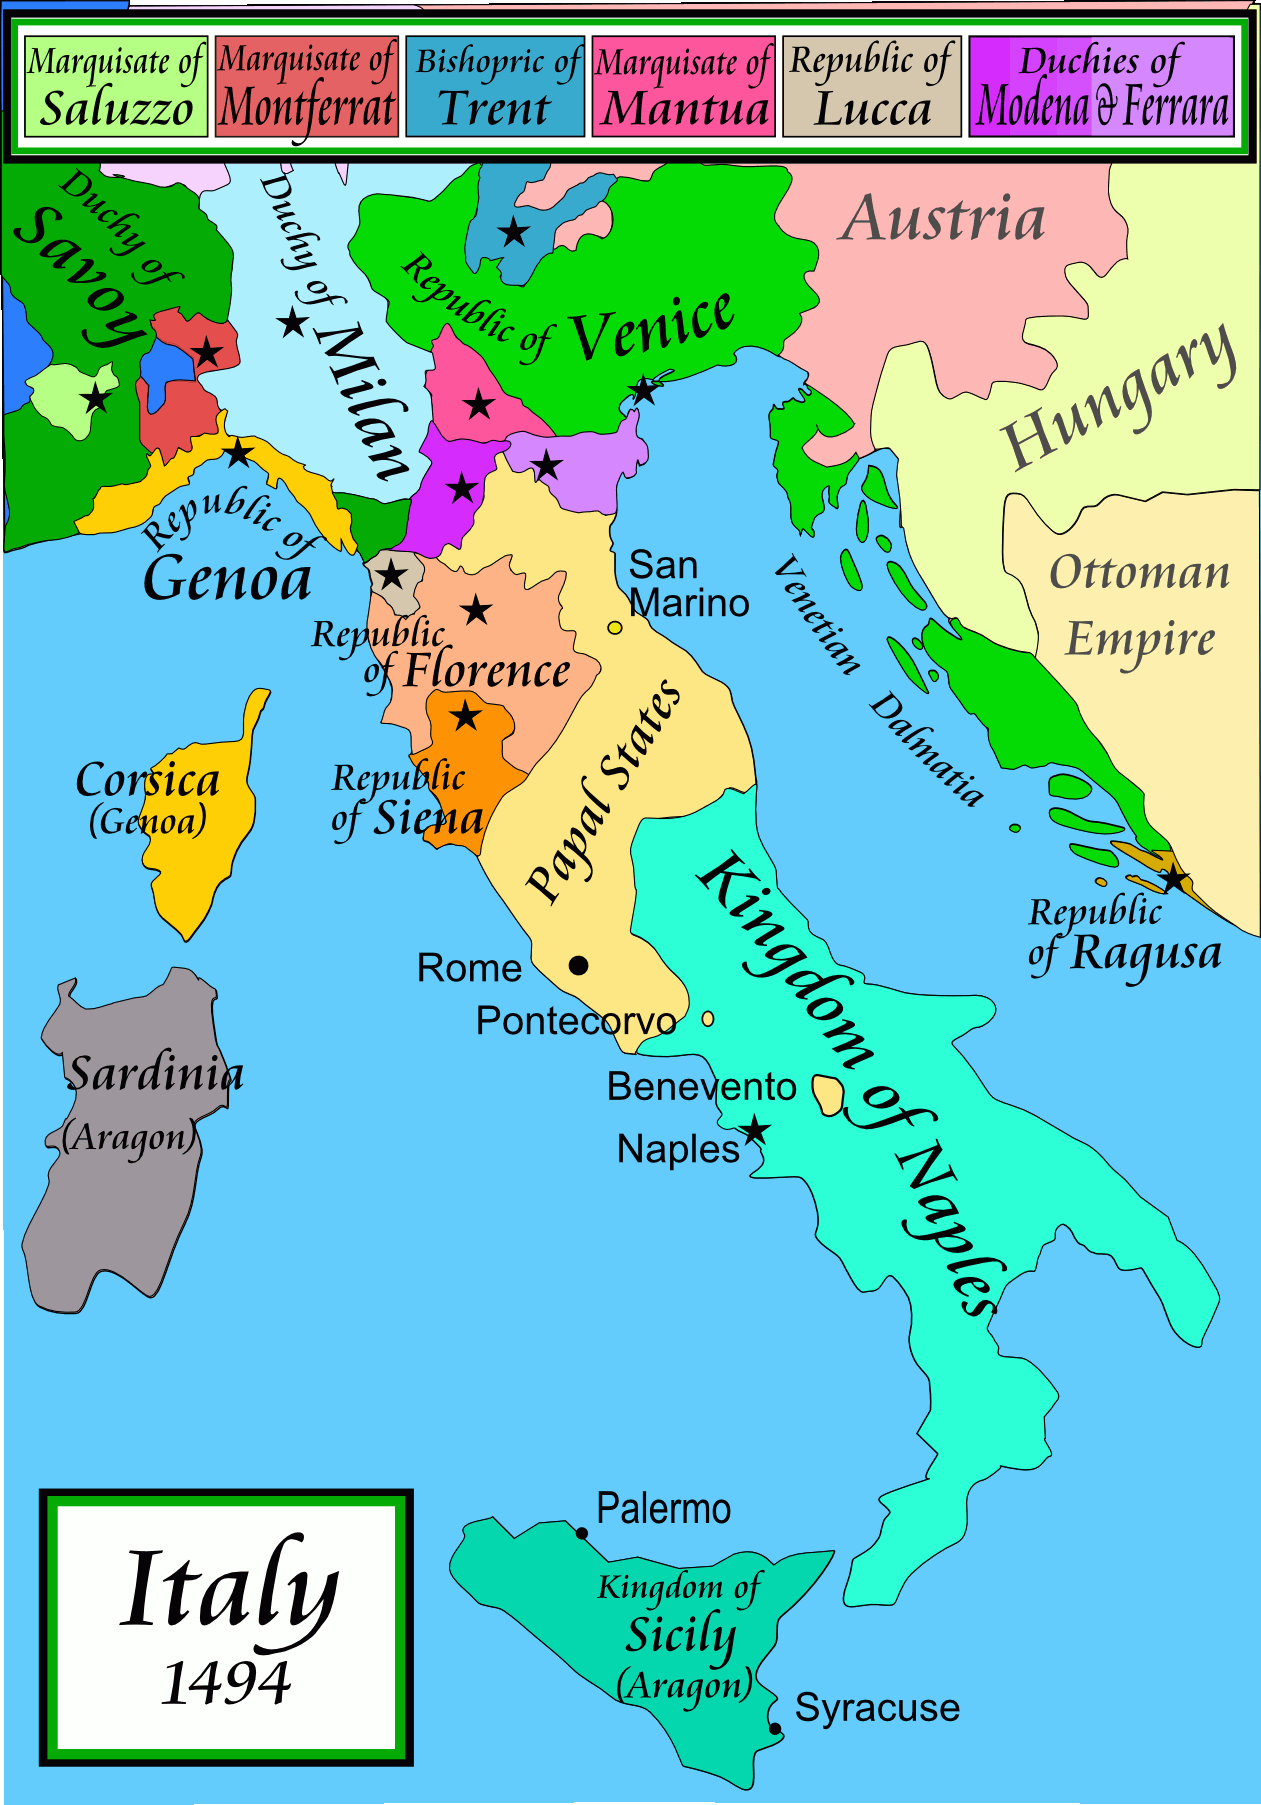 Marquisate of
Saluzzo
Marquisate of
Montferrat
Bishopric of
Trent
Marquisate of
Mantua
Republic of
Lucca
Duchies of
Modena & Ferrara
Duchy of
Savoy
Duchy of
Milan
Republic of Venice
Austria
Hungary
Ottoman
Empire
Republic of
Genoa
San
Marino
Venetian Dalmatia
Republic
of Florence
Corsica
(Genoa)
Republic
of Siena
Papal States
Republic
of Ragusa
Rome
Pontecorvo
Kingdom of Naples
Sardinia
(Aragon)
Benevento
Naples
Palermo
Kingdom of
Sicily
(Aragon)
Syracuse
Italy
1494